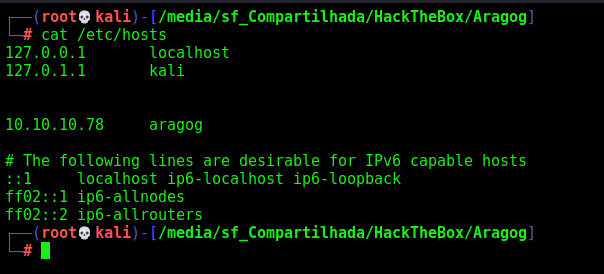 ┌──(root💀kali)-[/media/sf_Compartilhada/HackTheBox/Aragog]
└─# cat /etc/hosts
127.0.0.1       localhost
127.0.1.1       kali
10.10.10.78     aragog
# The following lines are desirable for IPv6 capable hosts
::1     localhost ip6-localhost ip6-loopback
ff02::1 ip6-allnodes
ff02::2 ip6-allrouters
┌──(root💀kali)-[/media/sf_Compartilhada/HackTheBox/Aragog]
└─#